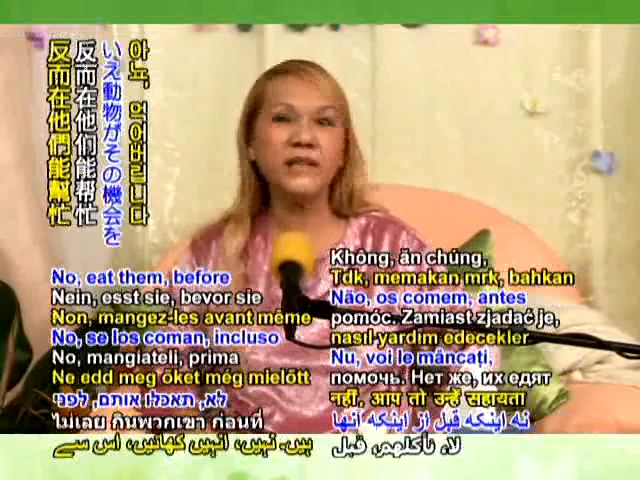 아뇨, 먹어버립니다
いえ動物がその機会を
反而在他们能帮忙
反而在他們能幫忙
No, eat them, before
Nein, esst sie, bevor sie
Non, mangez-les avant même
No, se los coman, incluso
No, mangiateli, prima
Ne edd meg őket még mielőtt
לא, תאכלו אותם, לפני
ไม่เลย กินพวกเขา ก่อนที่
ہیں۔ نہیں، انہیں کھائیں، اس سے
Không, ăn chúng,
Tdk, memakan mrk, bahkan
Não, os comem, antes
pomóc. Zamiast zjadać je,
nasıl yardım edecekler
Nu, voi le mâncați,
помочь. Нет же, их едят
नहीं, आप तो उन्हें सहायता
نه اینکه قبل از اینکه آنها
لا، نأكلهم, قبل